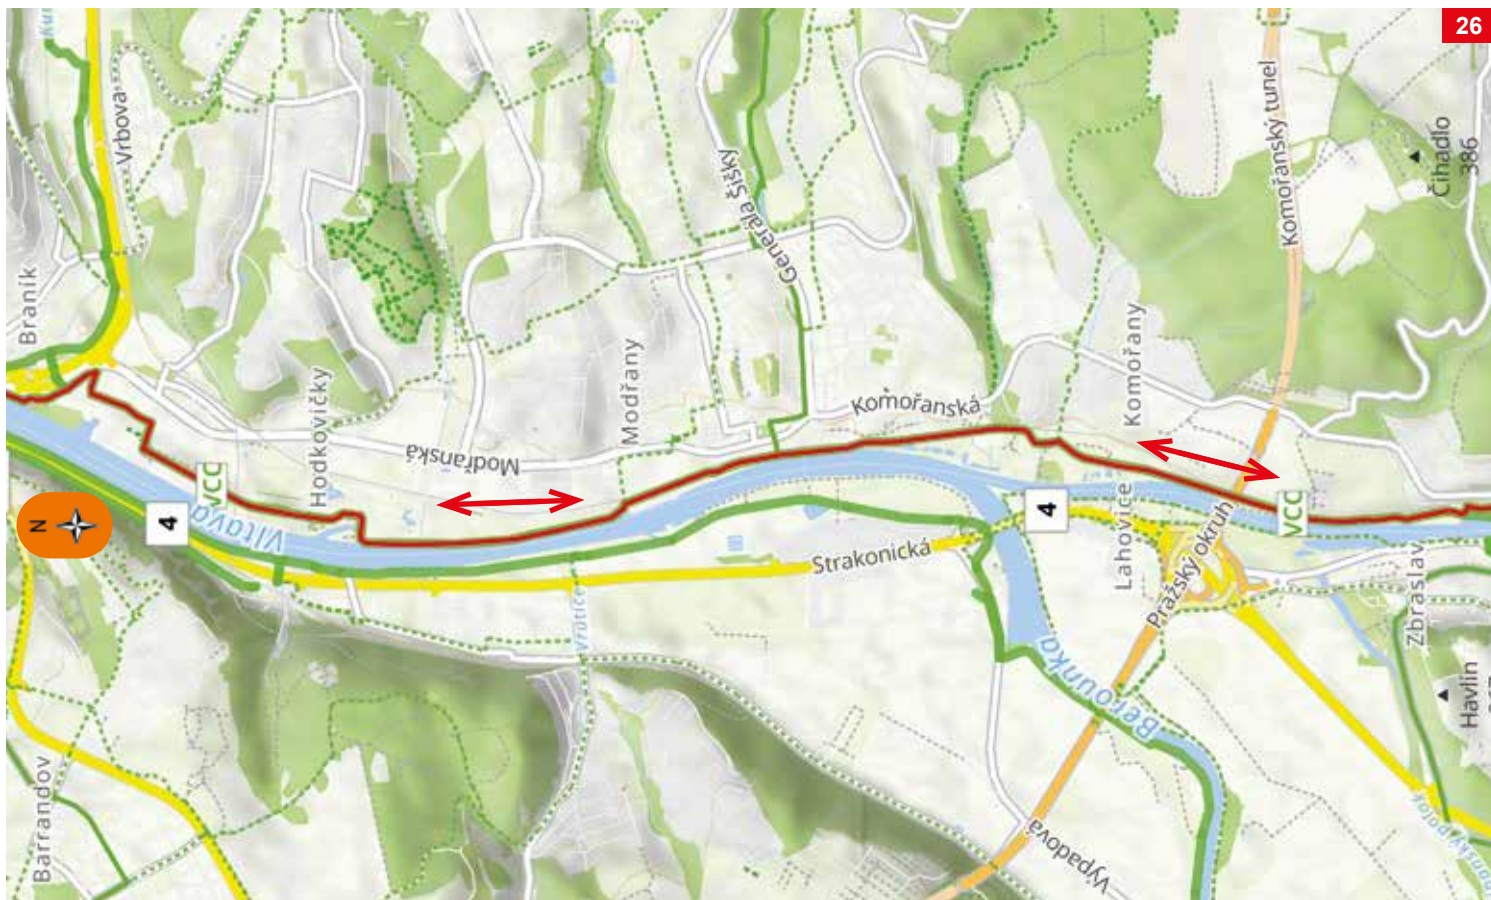 26
Vrbova
Braník
Hodkovičky
Modřanská
Modřany
Generála Šišky
Komořanská
Komořany
Komořanský tunel
Čihadlo
386
N
4
VCC
Vltava
Vrutice
Strakonická
4
Lahovice
Pražský okruh
VCC
Zbraslav
Havlín
Berounka
Výpadová
Barrandov